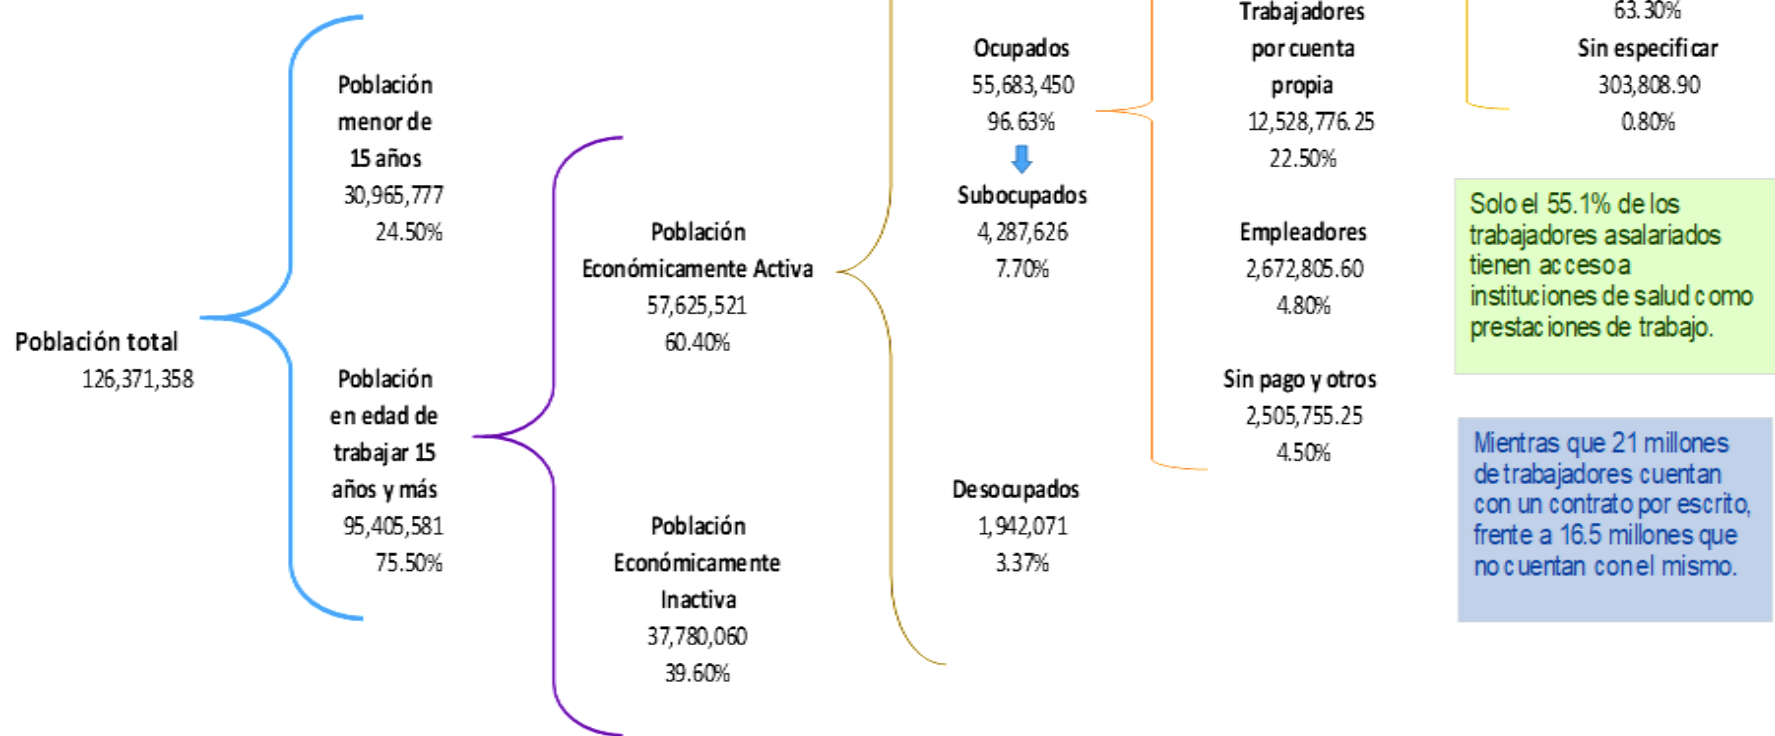 Población total
126,371,358
Población
menor de
15 años
30,965,777
24.50%
Población
en edad de
trabajar 15
años y más
95,405,581
75.50%
Población
Económicamente Activa
57,625,521
60.40%
Población
Económicamente
Inactiva
37,780,060
39.60%
Ocupados
55,683,450
96.63%
Subocupados
4,287,626
7.70%
Desocupados
1,942,071
3.37%
Trabajadores
por cuenta
propia
12,528,776.25
22.50%
Empleadores
2,672,805.60
4.80%
Sin pago y otros
2,505,755.25
4.50%
63.30%
Sin especificar
303,808.90
0.80%
Solo el 55.1% de los
trabajadores asalariados
tienen acceso a
instituciones de salud como
prestaciones de trabajo.
Mientras que 21 millones
de trabajadores cuentan
con un contrato por escrito,
frente a 16.5 millones que
no cuentan con el mismo.